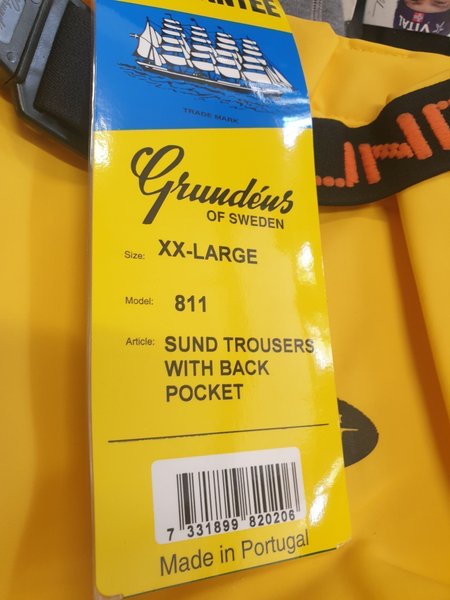 TRADE MARK
Grundéns
OF SWEDEN
Size: XX-LARGE
Model: 811
Article: SUND TROUSERS
WITH BACK
POCKET
7 331899 820206
Made in Portugal
VITAL